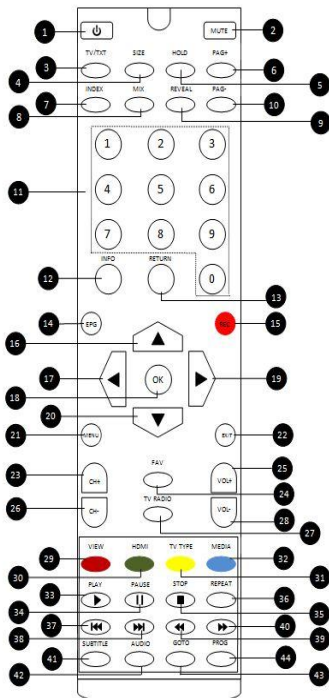 1
MUTE
2
TV/TXT SIZE HOLD PAG+
3
4
5
6
INDEX MIX REVEAL PAG-
7
8
9
10
1 2 3
4 5 6
11
7 8 9
INFO RETURN
0
12
13
14
EPG
REC
15
16
17
OK
18
19
20
21
MENU
EXIT
22
23
CH+
FAV
VOL+
25
24
26
CH-
TV RADIO
VOL-
28
27
VIEW HDMI TV TYPE MEDIA
29
32
30
31
PLAY PAUSE STOP REPEAT
33
36
34
35
37
40
38
39
SUBTITLE AUDIO GOTO PROG
41
44
42
43